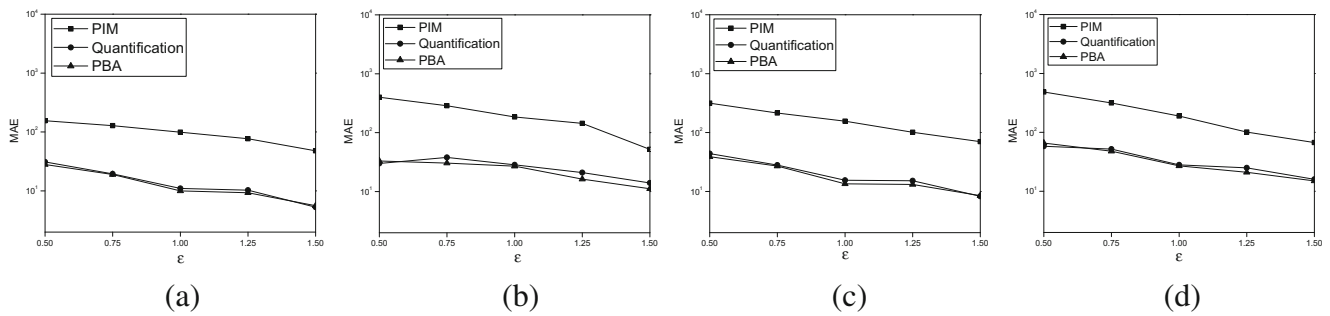 10⁴
10³
10²
10¹
MAE
PIM
Quantification
PBA
0.50 0.75 1.00 1.25 1.50
ε
(a)
10⁴
10³
10²
10¹
MAE
PIM
Quantification
PBA
0.50 0.75 1.00 1.25 1.50
ε
(b)
10⁴
10³
10²
10¹
MAE
PIM
Quantification
PBA
0.50 0.75 1.00 1.25 1.50
ε
(c)
10⁴
10³
10²
10¹
MAE
PIM
Quantification
PBA
0.50 0.75 1.00 1.25 1.50
ε
(d)